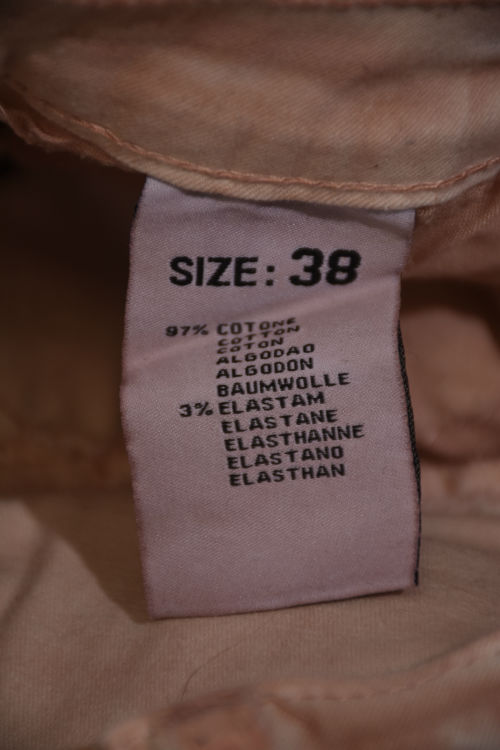 SIZE: 38
97% COTONE
COTTON
COTON
ALGODAO
ALGODON
BAUMWOLLE
3% ELASTAM
ELASTANE
ELASTHANNE
ELASTANO
ELASTHAN